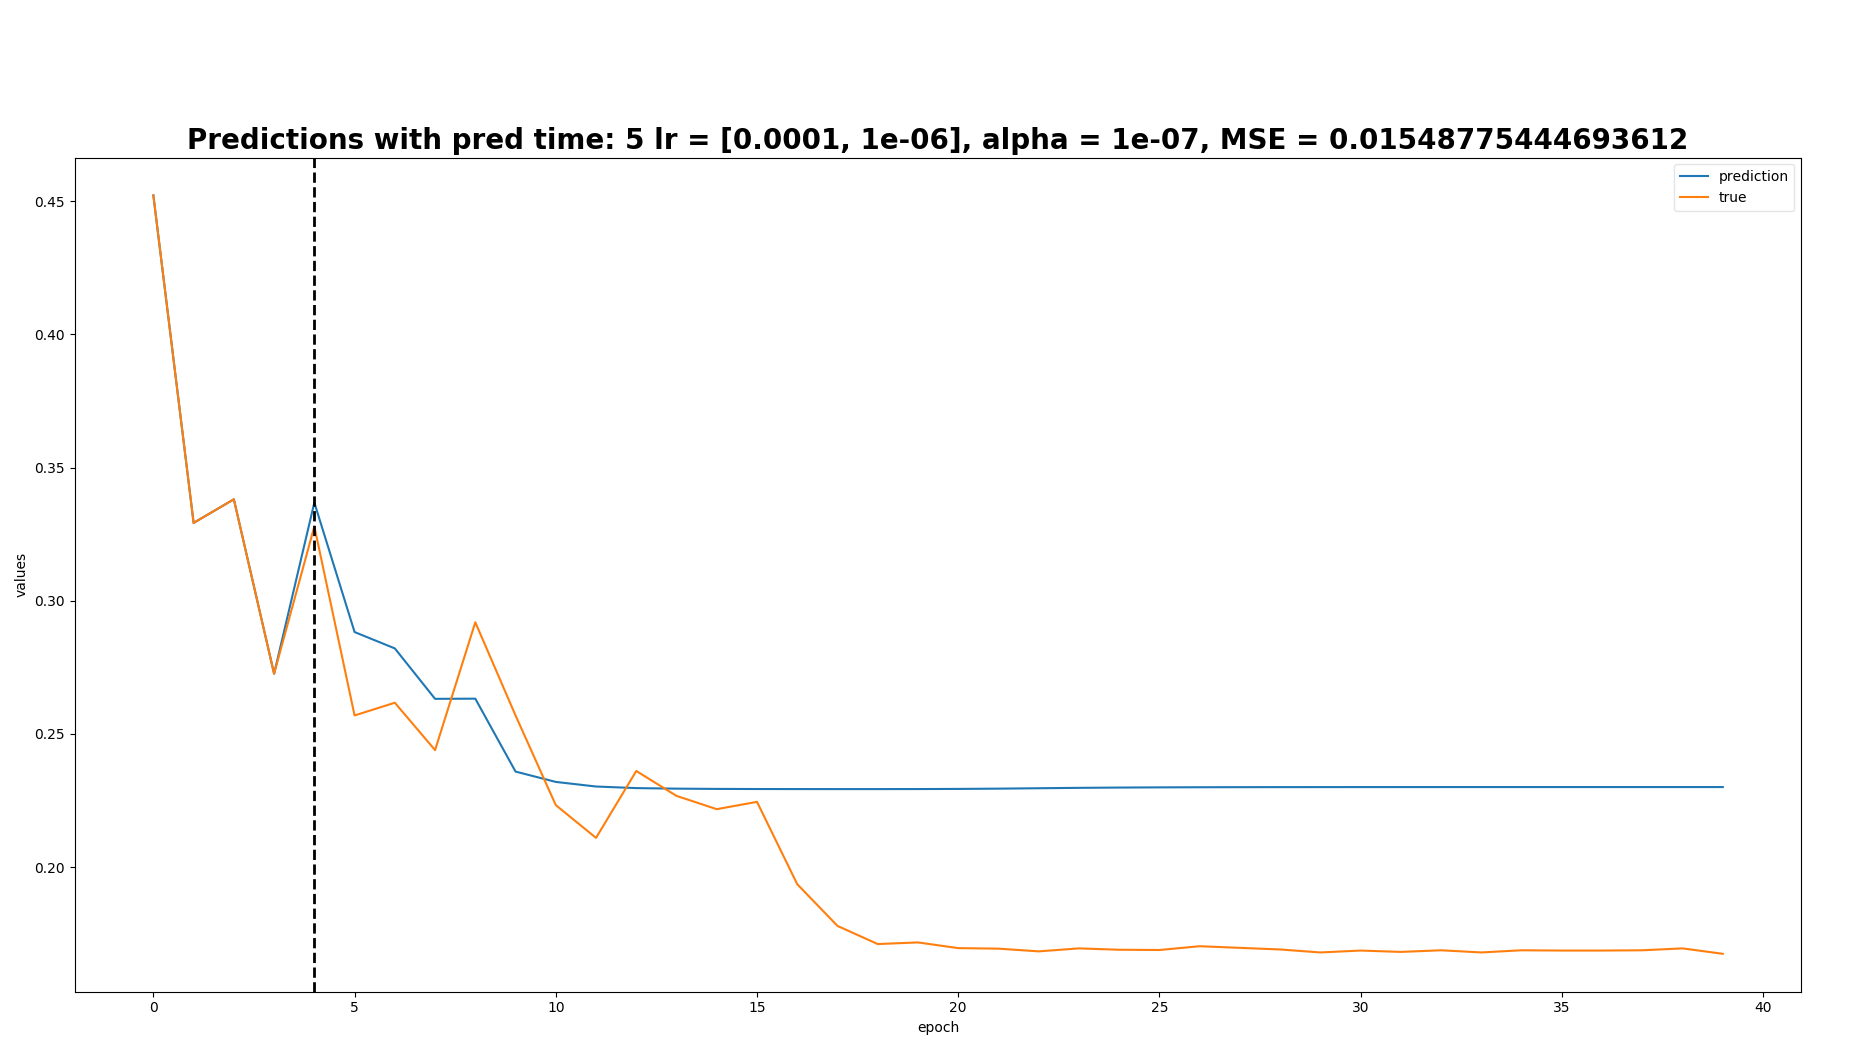 Predictions with pred time: 5 lr = [0.0001, 1e-06], alpha = 1e-07, MSE = 0.01548775444693612
prediction
true
0.45
0.40
0.35
0.30
0.25
0.20
values
0 5 10 15 20 25 30 35 40
epoch